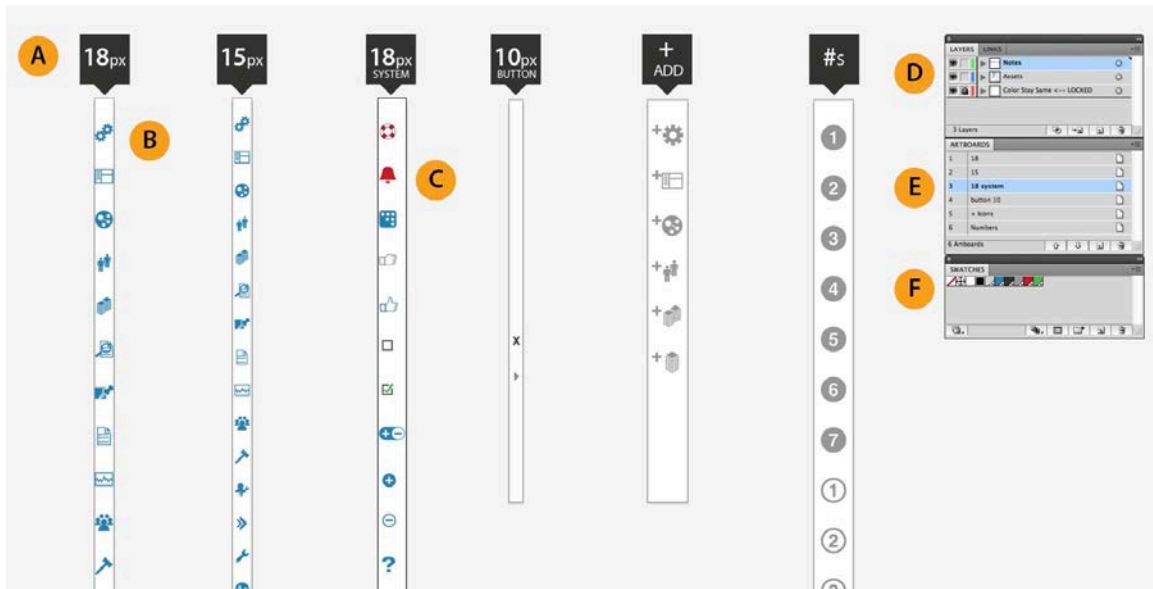 A
18px
15px
18px
SYSTEM
10px
BUTTON
+
ADD
#s
B
C
x
?
1
2
3
4
5
6
7
1
2
D
LAYERS LINKS
Notes
Assets
Color Stay Same <-- LOCKED
3 Layers
E
ARTBOARDS
1 18
2 15
3 18 system
4 button 10
5 + Icons
6 Numbers
6 Artboards
F
SWATCHES